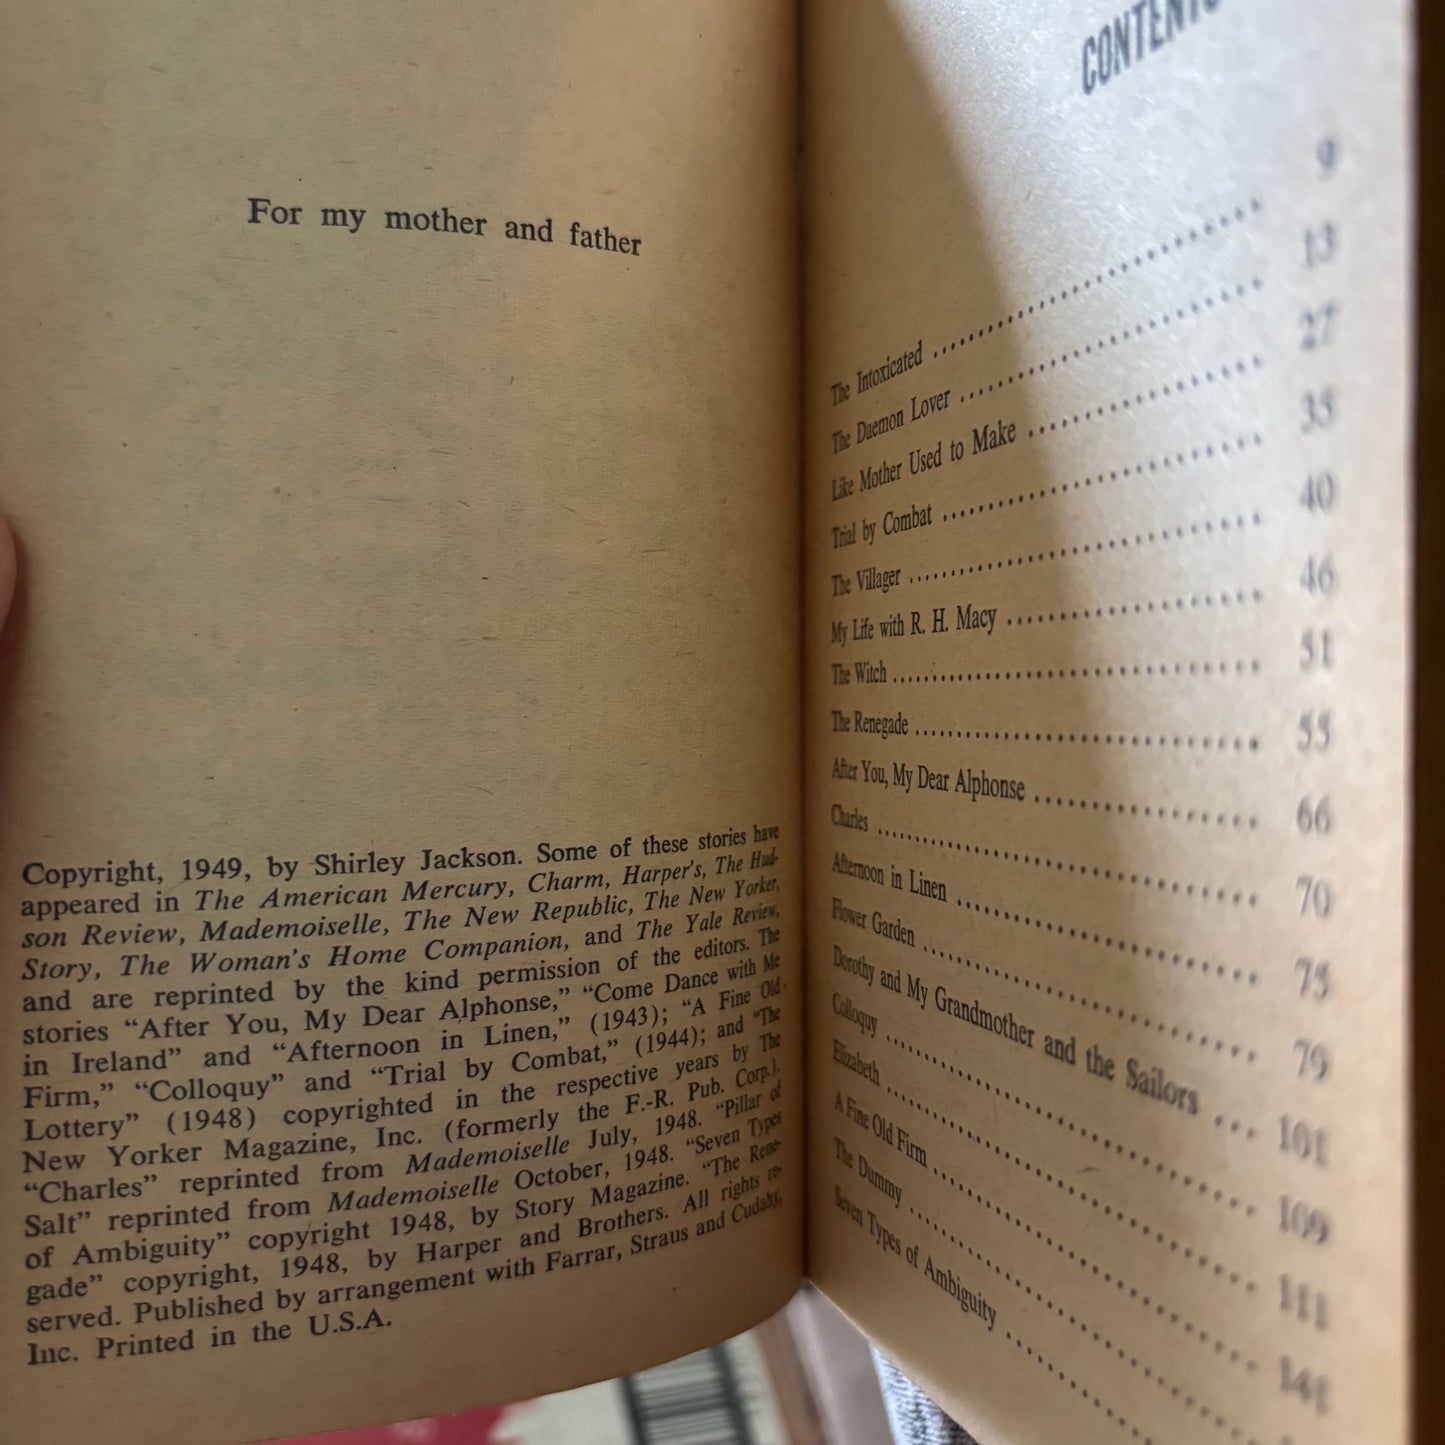 For my mother and father
Copyright, 1949, by Shirley Jackson. Some of these stories have
appeared in The American Mercury, Charm, Harper's, The Hud-
son Review, Mademoiselle, The New Republic, The New Yorker,
Story, The Woman's Home Companion, and The Yale Review,
and are reprinted by the kind permission of the editors. The
stories “After You, My Dear Alphonse,” “Come Dance with Me
in Ireland” and “Afternoon in Linen,” (1943); “A Fine Old
Firm,” “Colloquy” and “Trial by Combat,” (1944); and “The
Lottery” (1948) copyrighted in the respective years by The
New Yorker Magazine, Inc. (formerly the F.-R. Pub. Corp.).
“Charles” reprinted from Mademoiselle July, 1948. “Pillar of
Salt” reprinted from Mademoiselle October, 1948. “Seven Types
of Ambiguity” copyright 1948, by Story Magazine. “The Rene-
gade” copyright, 1948, by Harper and Brothers. All rights re-
served. Published by arrangement with Farrar, Straus and Cudahy,
Inc. Printed in the U.S.A.
CONTENTS
The Intoxicated 9
The Daemon Lover 13
Like Mother Used to Make 27
Trial by Combat 35
The Villager 40
My Life with R. H. Macy 46
The Witch 51
The Renegade 55
After You, My Dear Alphonse 66
Charles 70
Afternoon in Linen 75
Flower Garden 79
Dorothy and My Grandmother and the Sailors 101
Colloquy 109
Elizabeth 111
A Fine Old Firm 141
The Dummy
Seven Types of Ambiguity